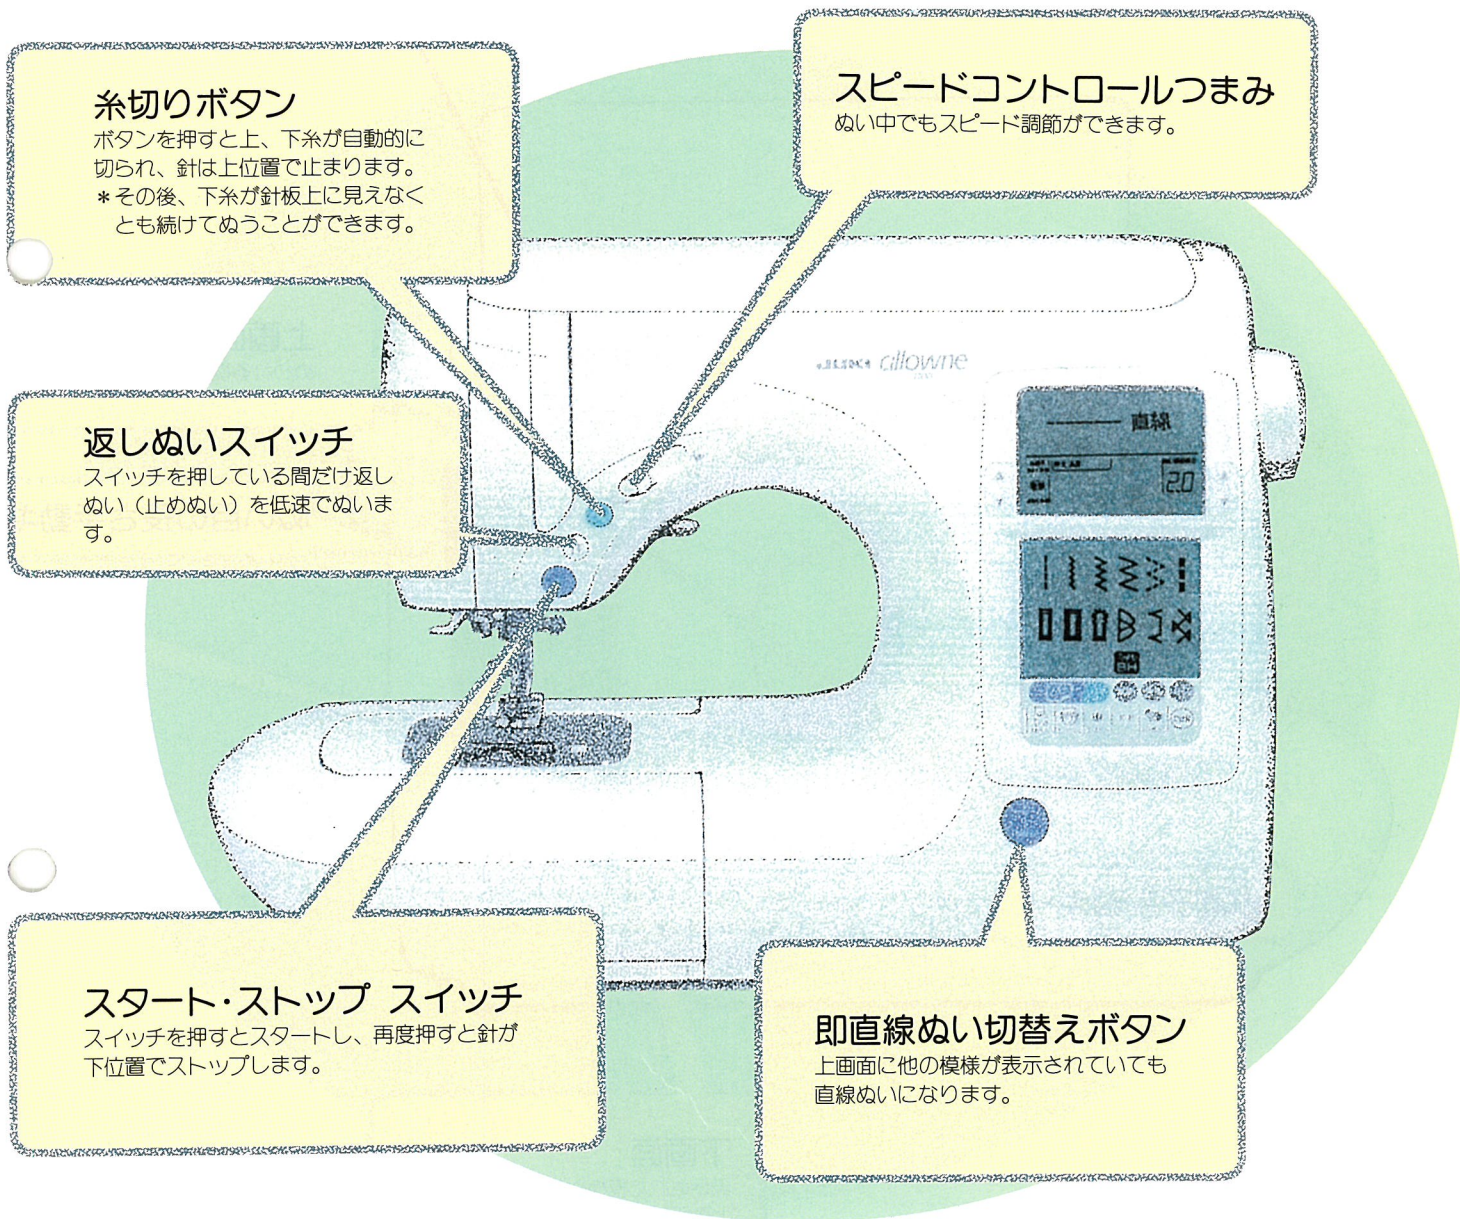 糸切りボタン
ボタンを押すと上、下糸が自動的に
切られ、針は上位置で止まります。
*その後、下糸が針板上に見えなく
とも続けてぬうことができます。
スピードコントロールつまみ
ぬい中でもスピード調節ができます。
返しぬいスイッチ
スイッチを押している間だけ返し
ぬい（止めぬい）を低速でぬいま
す。
JUKI cillowne
直線
2.0
スタート・ストップ スイッチ
スイッチを押すとスタートし、再度押すと針が
下位置でストップします。
即直線ぬい切替えボタン
上画面に他の模様が表示されていても
直線ぬいになります。